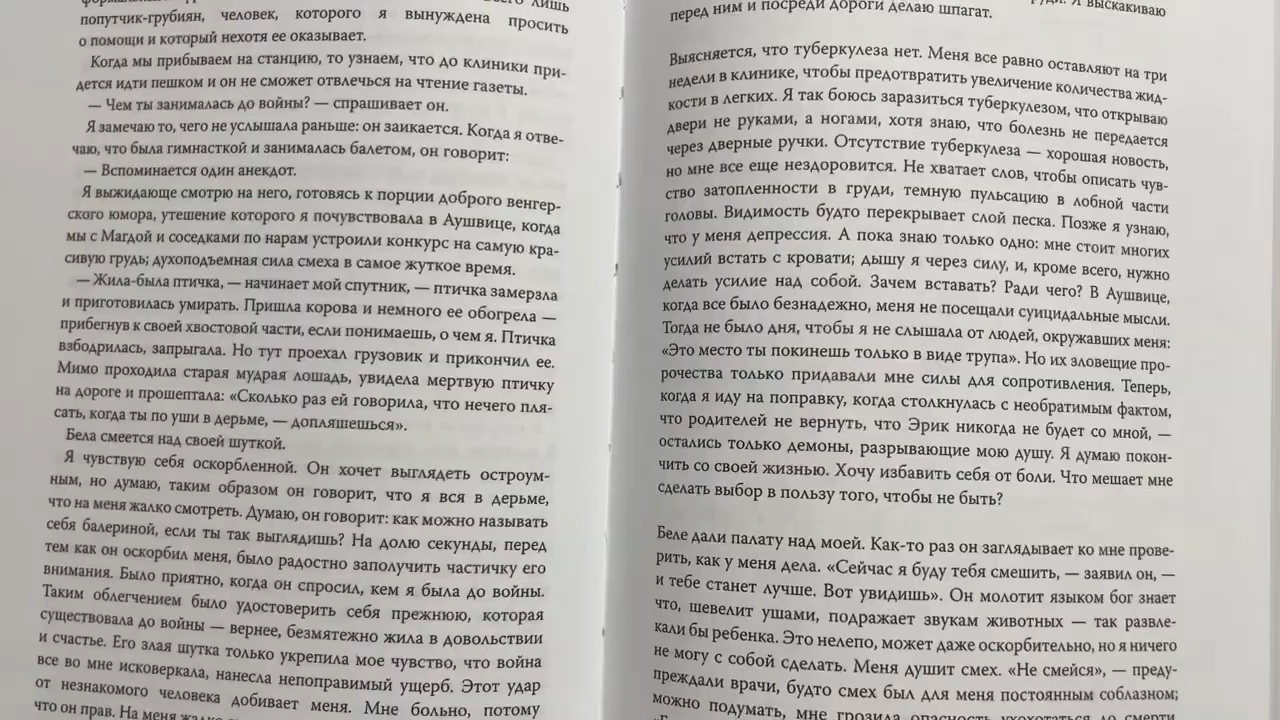 лишь
попутчик-грубиян, человек, которого я вынуждена просить
о помощи и который нехотя ее оказывает.
Когда мы прибываем на станцию, то узнаем, что до клиники при-
дется идти пешком и он не сможет отвлечься на чтение газеты.
— Чем ты занималась до войны? — спрашивает он.
Я замечаю то, чего не услышала раньше: он заикается. Когда я отве-
чаю, что была гимнасткой и занималась балетом, он говорит:
— Вспоминается один анекдот.
Я выжидающе смотрю на него, готовясь к порции доброго венгер-
ского юмора, утешение которого я почувствовала в Аушвице, когда
мы с Магдой и соседками по нарам устроили конкурс на самую кра-
сивую грудь; духоподъемная сила смеха в самое жуткое время.
— Жила-была птичка, — начинает мой спутник, — птичка замерзла
и приготовилась умирать. Пришла корова и немного ее обогрела —
прибегнув к своей хвостовой части, если понимаешь, о чем я. Птичка
взбодрилась, запрыгала. Но тут проехал грузовик и прикончил ее.
Мимо проходила старая мудрая лошадь, увидела мертвую птичку
на дороге и прошептала: «Сколько раз ей говорила, что нечего пля-
сать, когда ты по уши в дерьме, — допляшешься».
Бела смеется над своей шуткой.
Я чувствую себя оскорбленной. Он хочет выглядеть остроум-
ным, но думаю, таким образом он говорит, что я вся в дерьме,
что на меня жалко смотреть. Думаю, он говорит: как можно называть
себя балериной, если ты так выглядишь? На долю секунды, перед
тем как он оскорбил меня, было радостно заполучить частичку его
внимания. Было приятно, когда он спросил, кем я была до войны.
Таким облегчением было удостоверить себя прежнюю, которая
существовала до войны — вернее, безмятежно жила в довольствии
и счастье. Его злая шутка только укрепила мое чувство, что война
все во мне исковеркала, нанесла непоправимый ущерб. Этот удар
от незнакомого человека добивает меня. Мне больно, потому
что он прав. На меня жалко
Я выскакиваю
перед ним и посреди дороги делаю шпагат.
Выясняется, что туберкулеза нет. Меня все равно оставляют на три
недели в клинике, чтобы предотвратить увеличение количества жид-
кости в легких. Я так боюсь заразиться туберкулезом, что открываю
двери не руками, а ногами, хотя знаю, что болезнь не передается
через дверные ручки. Отсутствие туберкулеза — хорошая новость,
но мне все еще нездоровится. Не хватает слов, чтобы описать чув-
ство затопленности в груди, темную пульсацию в лобной части
головы. Видимость будто перекрывает слой песка. Позже я узнаю,
что у меня депрессия. А пока знаю только одно: мне стоит многих
усилий встать с кровати; дышу я через силу, и, кроме всего, нужно
делать усилие над собой. Зачем вставать? Ради чего? В Аушвице,
когда все было безнадежно, меня не посещали суицидальные мысли.
Тогда не было дня, чтобы я не слышала от людей, окружавших меня:
«Это место ты покинешь только в виде трупа». Но их зловещие про-
рочества только придавали мне силы для сопротивления. Теперь,
когда я иду на поправку, когда столкнулась с необратимым фактом,
что родителей не вернуть, что Эрик никогда не будет со мной, —
остались только демоны, разрывающие мою душу. Я думаю покон-
чить со своей жизнью. Хочу избавить себя от боли. Что мешает мне
сделать выбор в пользу того, чтобы не быть?
Беле дали палату над моей. Как-то раз он заглядывает ко мне прове-
рить, как у меня дела. «Сейчас я буду тебя смешить, — заявил он, —
и тебе станет лучше. Вот увидишь». Он молотит языком бог знает
что, шевелит ушами, подражает звукам животных — так развле-
кали бы ребенка. Это нелепо, может даже оскорбительно, но я ничего
не могу с собой сделать. Меня душит смех. «Не смейся», — преду-
преждали врачи, будто смех был для меня постоянным соблазном;
можно подумать, мне грозила опасность ухохотаться до смерти